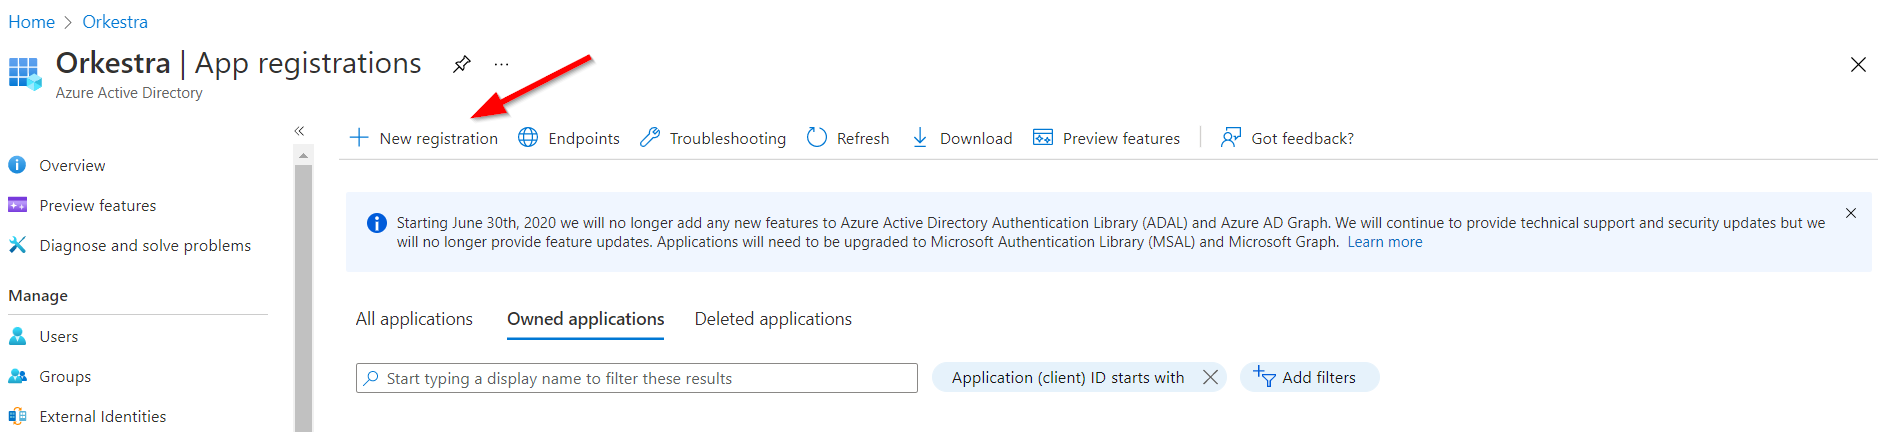 Home > Orkestra
Orkestra | App registrations
Azure Active Directory
New registration Endpoints Troubleshooting Refresh Download Preview features Got feedback?
Overview
Preview features
Diagnose and solve problems
Manage
Users
Groups
External Identities
Starting June 30th, 2020 we will no longer add any new features to Azure Active Directory Authentication Library (ADAL) and Azure AD Graph. We will continue to provide technical support and security updates but we
will no longer provide feature updates. Applications will need to be upgraded to Microsoft Authentication Library (MSAL) and Microsoft Graph. Learn more
All applications Owned applications Deleted applications
Start typing a display name to filter these results Application (client) ID starts with Add filters